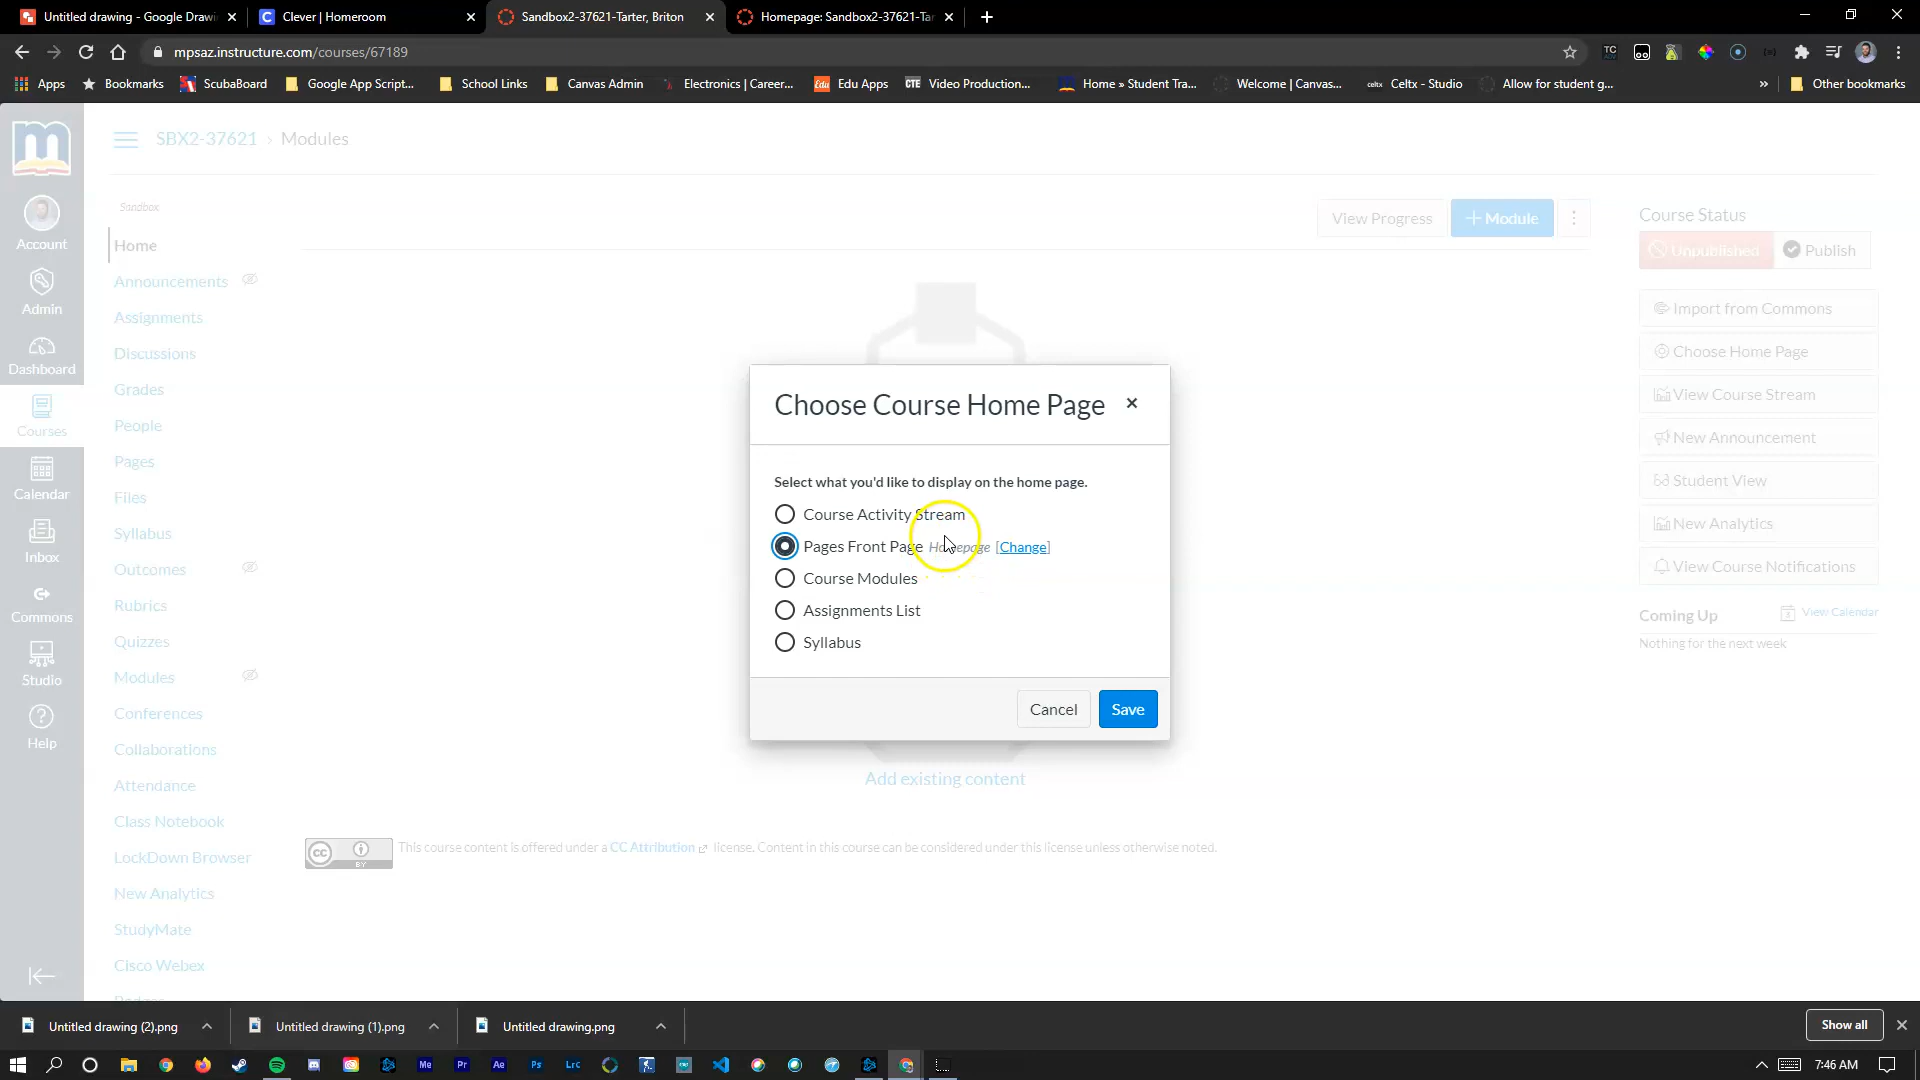 Untitled drawing - Google Drawi
Clever | Homeroom
Sandbox2-37621-Tarter, Briton
Homepage: Sandbox2-37621-Tar
mpsaz.instructure.com/courses/67189
Apps
Bookmarks
ScubaBoard
Google App Script...
School Links
Canvas Admin
Electronics | Career...
Edu Apps
Video Production...
Home » Student Tra...
Welcome | Canvas...
Celtx - Studio
Allow for student g...
»
Other bookmarks
SBX2-37621 › Modules
Account
Admin
Dashboard
Courses
Calendar
Inbox
Commons
Studio
Help
Sandbox
Home
Announcements
Assignments
Discussions
Grades
People
Pages
Files
Syllabus
Outcomes
Rubrics
Quizzes
Modules
Conferences
Collaborations
Attendance
Class Notebook
LockDown Browser
New Analytics
StudyMate
Cisco Webex
View Progress
+ Module
Choose Course Home Page
Select what you'd like to display on the home page.
Course Activity Stream
Pages Front Page Homepage [Change]
Course Modules
Assignments List
Syllabus
Cancel
Save
Add existing content
This course content is offered under a CC Attribution license. Content in this course can be considered under this license unless otherwise noted.
Course Status
Unpublished
Publish
Import from Commons
Choose Home Page
View Course Stream
New Announcement
Student View
New Analytics
View Course Notifications
Coming Up
View Calendar
Nothing for the next week
Untitled drawing (2).png
Untitled drawing (1).png
Untitled drawing.png
Show all
7:46 AM